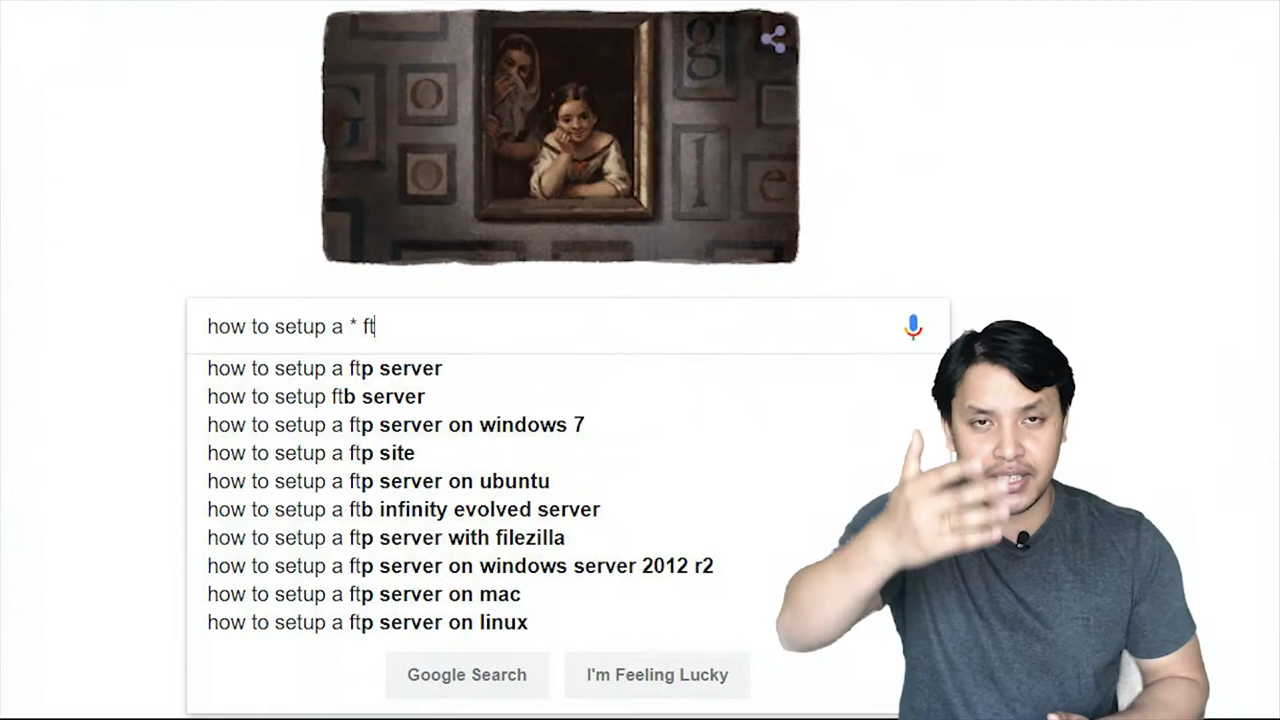 G o o g l e
how to setup a * ft
how to setup a ftp server
how to setup ftb server
how to setup a ftp server on windows 7
how to setup a ftp site
how to setup a ftp server on ubuntu
how to setup a ftb infinity evolved server
how to setup a ftp server with filezilla
how to setup a ftp server on windows server 2012 r2
how to setup a ftp server on mac
how to setup a ftp server on linux
Google Search
I'm Feeling Lucky